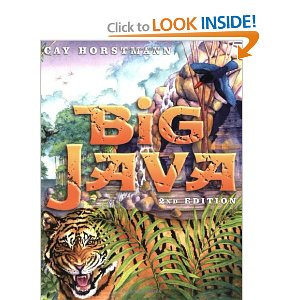 Click to LOOK INSIDE!
CAY HORSTMANN
BIG
JAVA
2ND EDITION